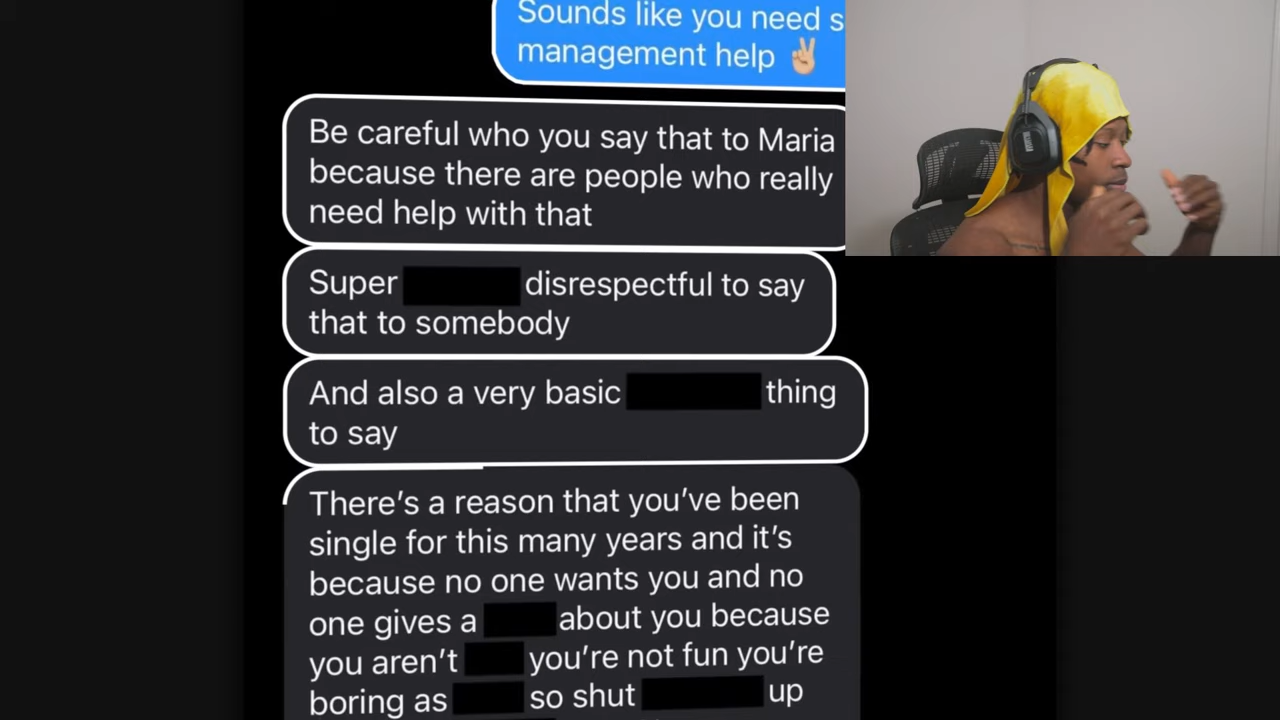 Sounds like you need s
management help ✌🏼
Be careful who you say that to Maria
because there are people who really
need help with that
Super disrespectful to say
that to somebody
And also a very basic thing
to say
There's a reason that you've been
single for this many years and it's
because no one wants you and no
one gives a about you because
you aren't you're not fun you're
boring as so shut up